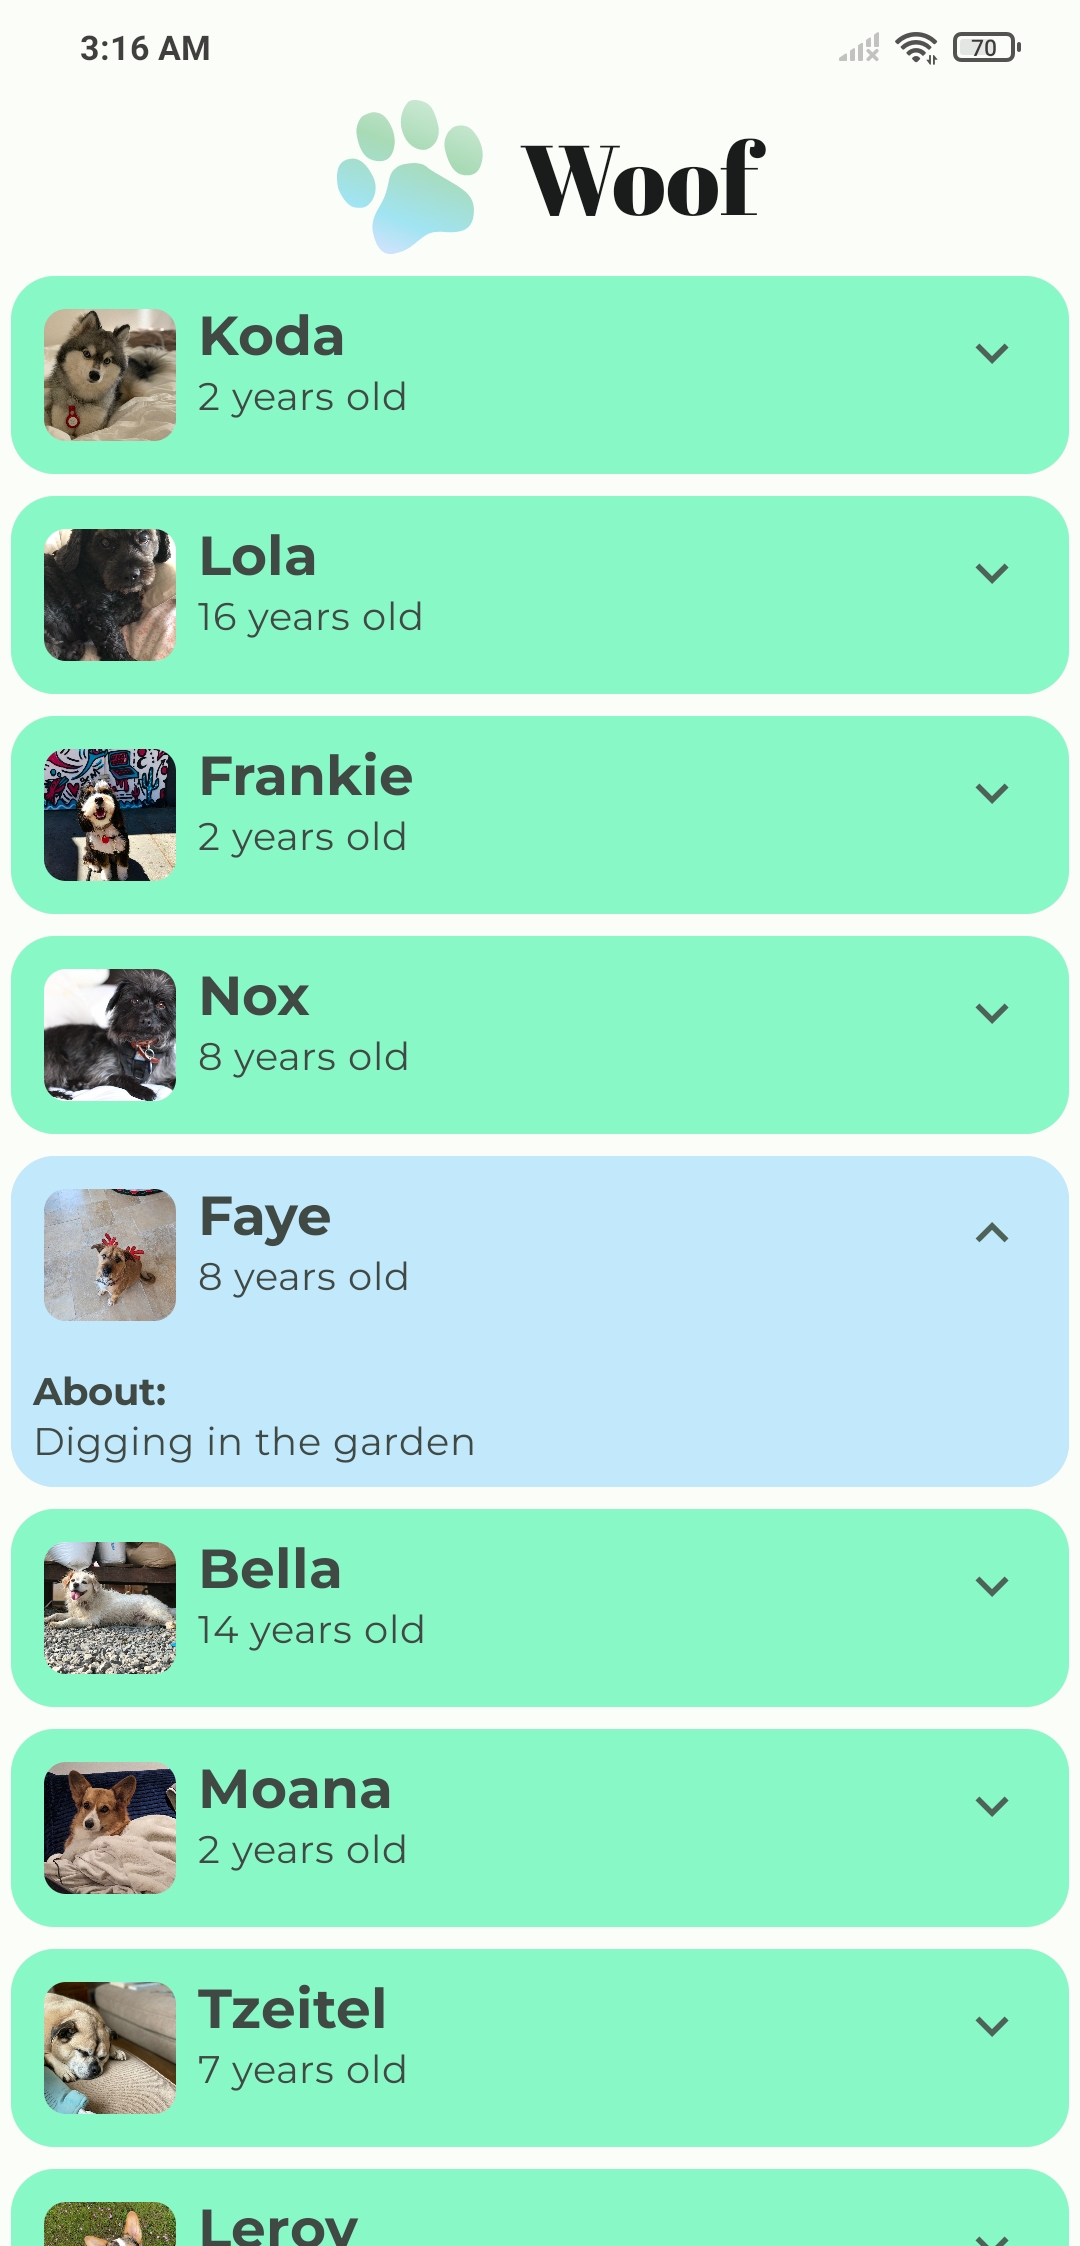 3:16 AM
70
Woof
Koda
2 years old
Lola
16 years old
Frankie
2 years old
Nox
8 years old
Faye
8 years old
About:
Digging in the garden
Bella
14 years old
Moana
2 years old
Tzeitel
7 years old
Leroy